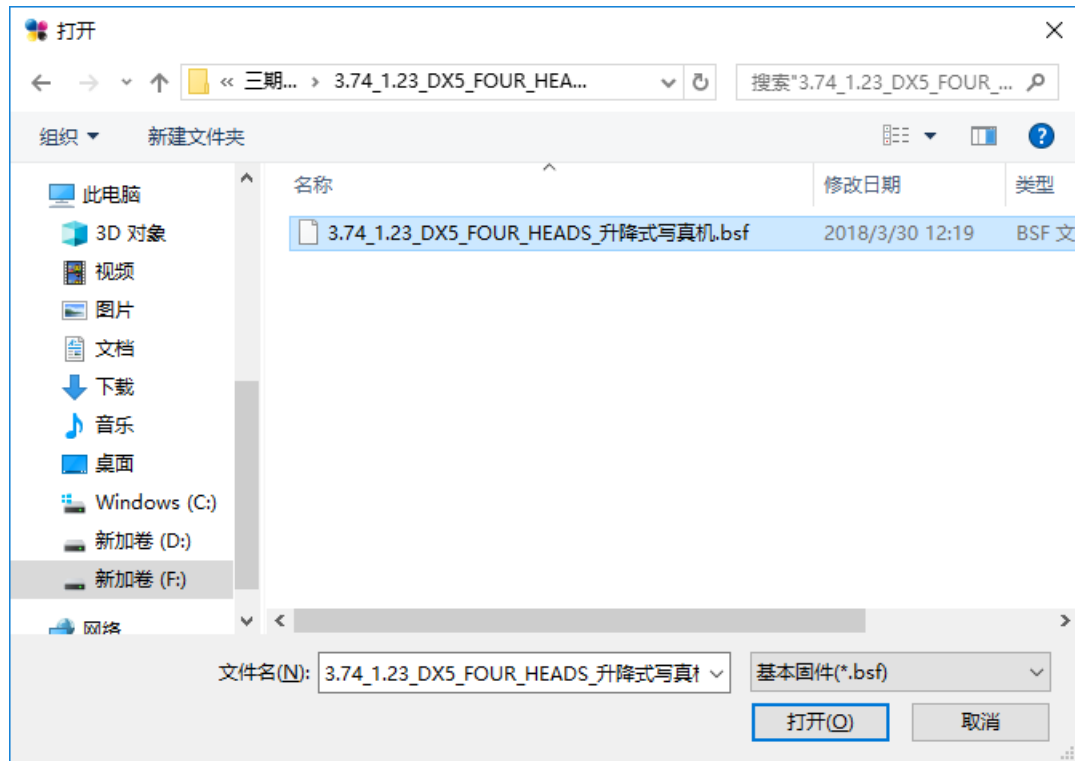 打开
« 三期... › 3.74_1.23_DX5_FOUR_HEA...
搜索"3.74_1.23_DX5_FOUR_...
组织 新建文件夹
名称 修改日期 类型
3.74_1.23_DX5_FOUR_HEADS_升降式写真机.bsf 2018/3/30 12:19 BSF 文
此电脑
3D 对象
视频
图片
文档
下载
音乐
桌面
Windows (C:)
新加卷 (D:)
新加卷 (F:)
网络
文件名(N): 3.74_1.23_DX5_FOUR_HEADS_升降式写真 基本固件(*.bsf)
打开(O) 取消